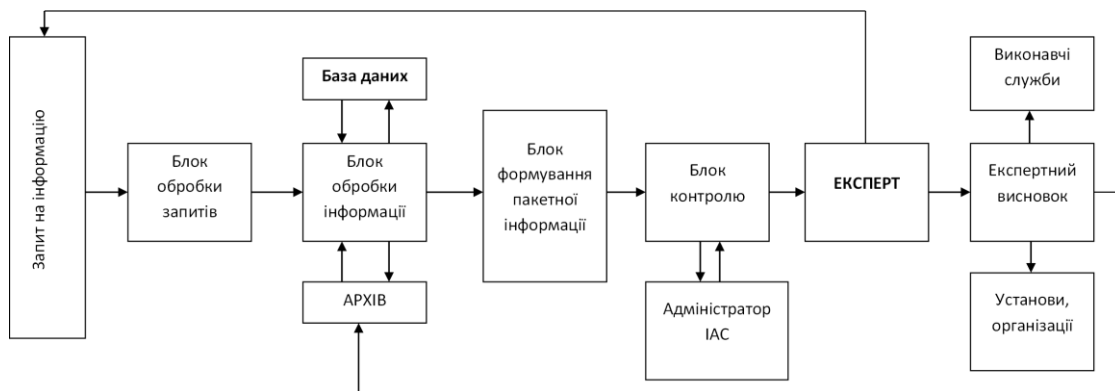 Запит на інформацію
Блок
обробки
запитів
База даних
Блок
обробки
інформації
АРХІВ
Блок
формування
пакетної
інформації
Блок
контролю
Адміністратор
ІАС
ЕКСПЕРТ
Виконавчі
служби
Експертний
висновок
Установи,
організації